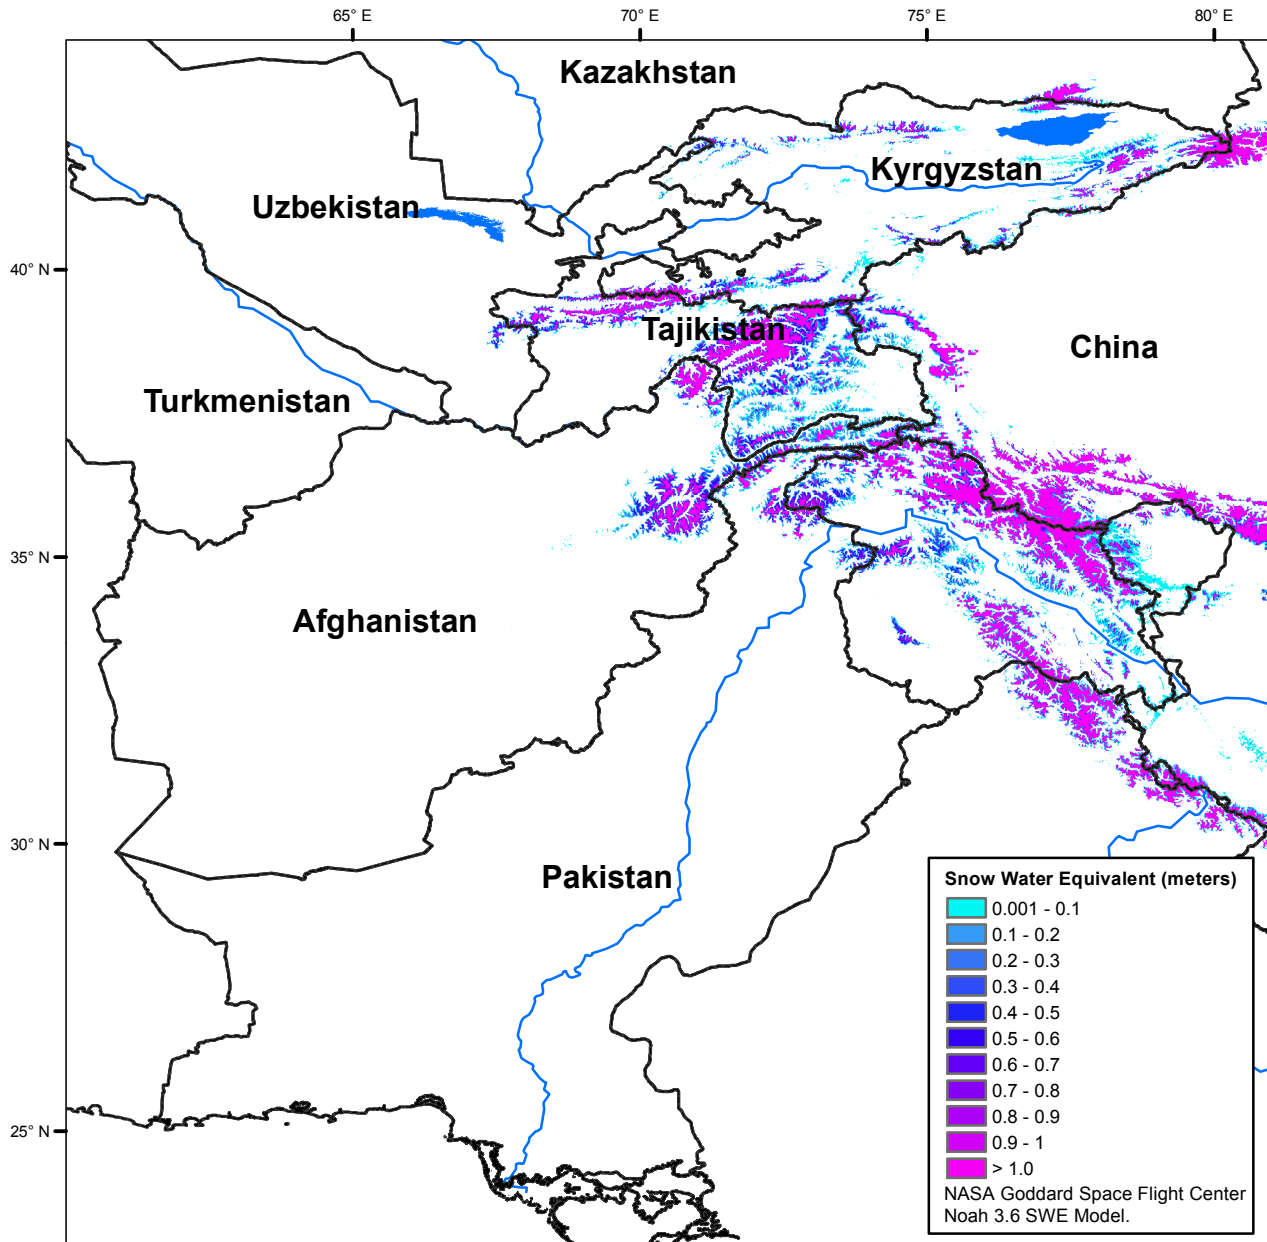 65° E
70° E
75° E
80° E
Kazakhstan
Kyrgyzstan
Uzbekistan
40° N
Tajikistan
China
Turkmenistan
35° N
Afghanistan
30° N
Pakistan
25° N
Snow Water Equivalent (meters)
0.001 - 0.1
0.1 - 0.2
0.2 - 0.3
0.3 - 0.4
0.4 - 0.5
0.5 - 0.6
0.6 - 0.7
0.7 - 0.8
0.8 - 0.9
0.9 - 1
> 1.0
NASA Goddard Space Flight Center
Noah 3.6 SWE Model.